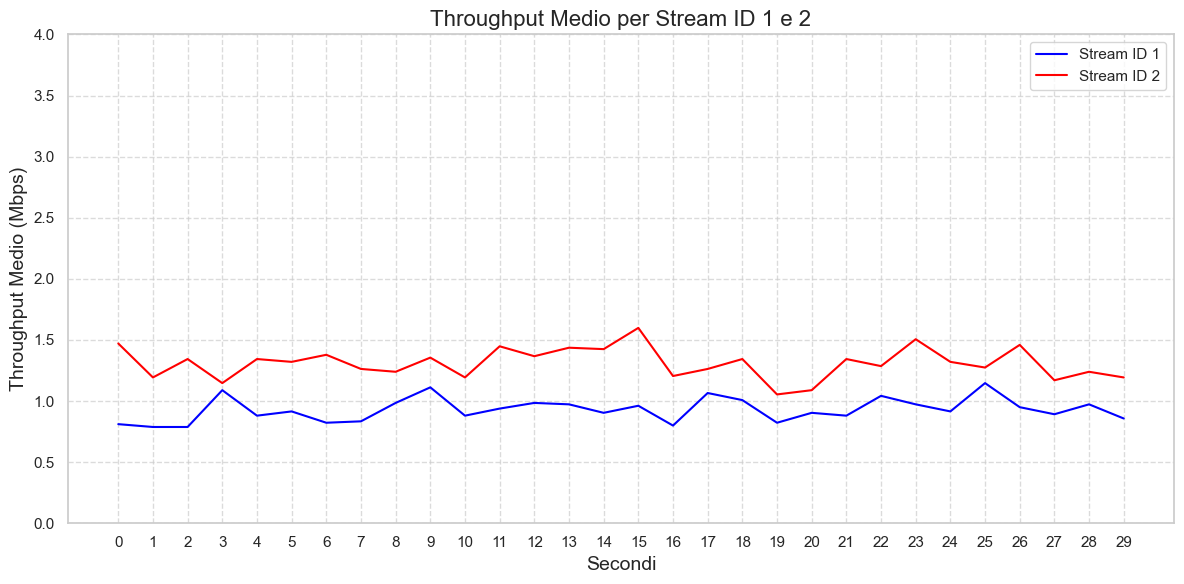 Throughput Medio per Stream ID 1 e 2
Throughput Medio (Mbps)
4.0
3.5
3.0
2.5
2.0
1.5
1.0
0.5
0.0
Stream ID 1
Stream ID 2
0 1 2 3 4 5 6 7 8 9 10 11 12 13 14 15 16 17 18 19 20 21 22 23 24 25 26 27 28 29
Secondi